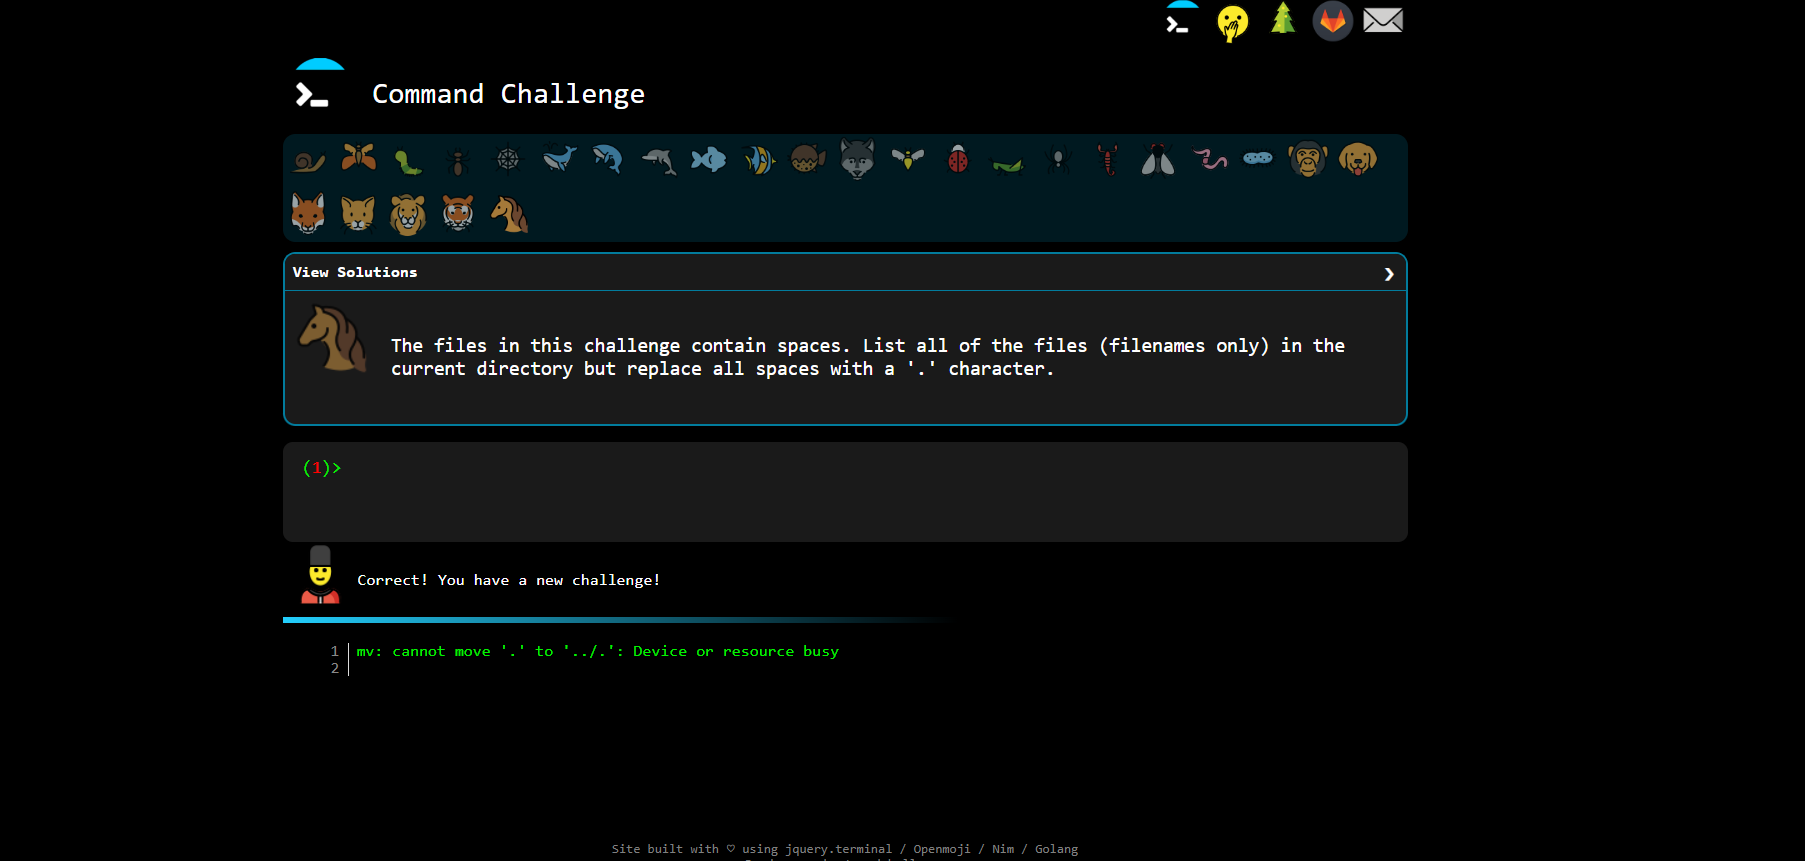 Command Challenge
View Solutions
The files in this challenge contain spaces. List all of the files (filenames only) in the
current directory but replace all spaces with a '.' character.
(1)>
Correct! You have a new challenge!
1 mv: cannot move '.' to '../.': Device or resource busy
2
Site built with ♡ using jquery.terminal / Openmoji / Nim / Golang